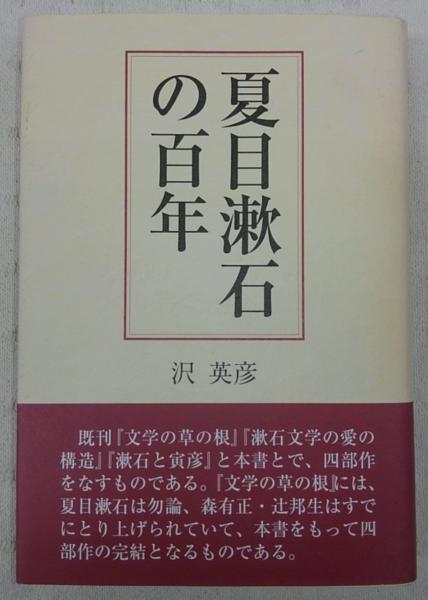 夏目漱石
の百年
沢 英彦
既刊『文学の草の根』『漱石文学の愛の
構造』『漱石と寅彦』と本書とで、四部作
をなすものである。『文学の草の根』には、
夏目漱石は勿論、森有正・辻邦生はすで
にとり上げられていて、本書をもって四
部作の完結となるものである。